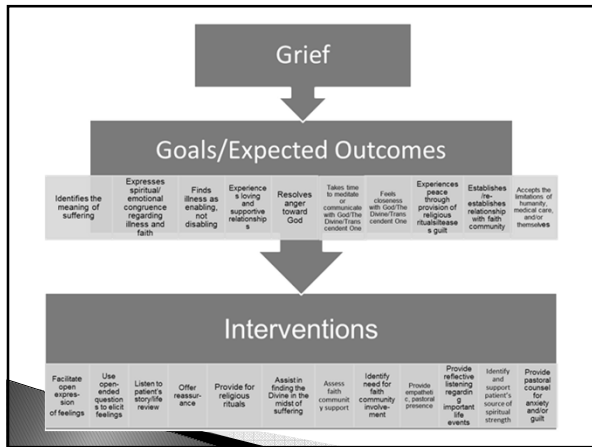 Grief
Goals/Expected Outcomes
Identifies the
meaning of
suffering
Expresses
spiritual/
emotional
congruence
regarding
illness and
faith
Finds
illness as
enabling,
not
disabling
Experience
s loving
and
supportive
relationship
s
Resolves
anger
toward
God
Takes time
to meditate
or
communicate
with God/The
Divine/Trans
cendent One
Feels
closeness
with God/The
Divine/Trans
cendent One
Experiences
peace
through
provision of
religious
rituals/eases
guilt
Establishes
/re-
establishes
relationship
with faith
community
Accepts the
limitations of
humanity,
medical care,
and/or
themselves
Interventions
Facilitate
open
expres-
sion
of feelings
Use
open-
ended
question
s to elicit
feelings
Listen to
patient's
story/life
review
Offer
reassur-
ance
Provide for
religious
rituals
Assist in
finding the
Divine in the
midst of
suffering
Assess
faith
communit
y support
Identify
need for
faith
community
involve-
ment
Provide
empatheti
c, pastoral
presence
Provide
reflective
listening
regardin
g
important
life
events
Identify
and
support
patient's
source of
spiritual
strength
Provide
pastoral
counsel
for
anxiety
and/or
guilt